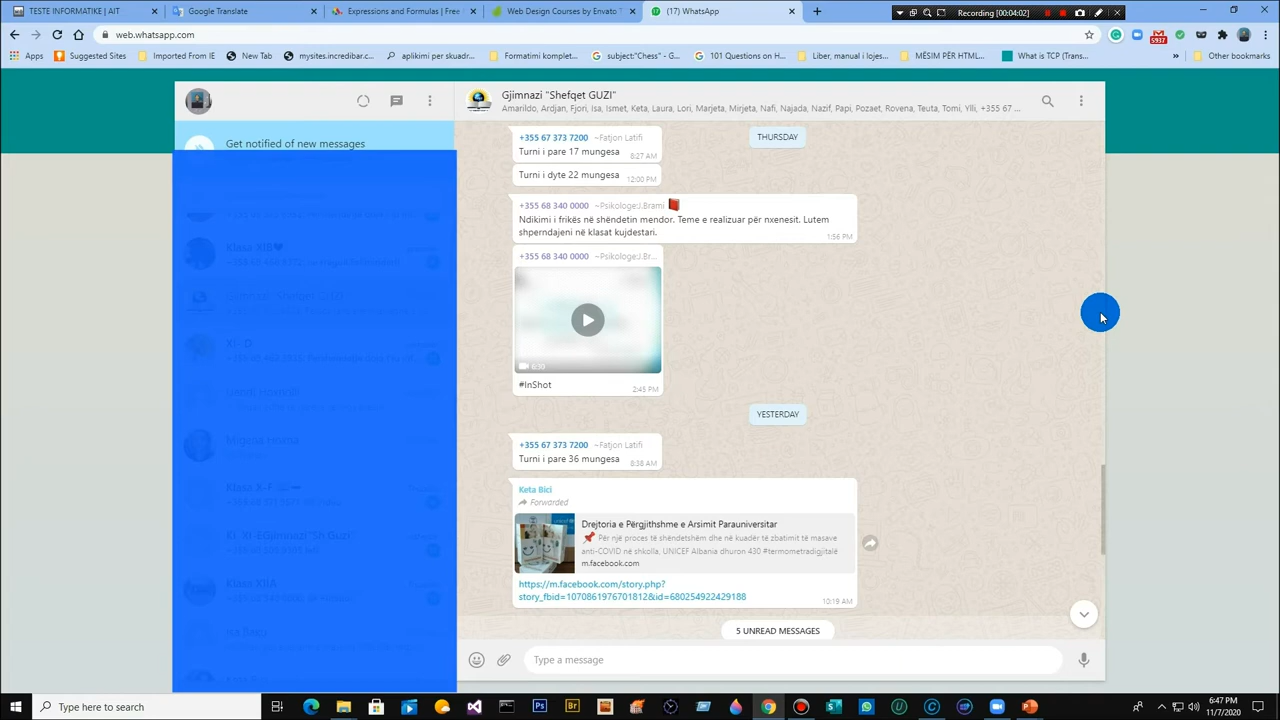 TESTE INFORMATIKE | AIT
Google Translate
Expressions and Formulas | Free
Web Design Courses by Envato T
(17) WhatsApp
Recording [00:04:02]
web.whatsapp.com
Apps
Suggested Sites
Imported From IE
New Tab
mysites.incredibar.c...
aplikimi per skuadr...
Formatimi komplet...
subject:"Chess" - G...
101 Questions on H...
Liber, manual i lojes...
MËSIM PËR HTML...
What is TCP (Trans...
Other bookmarks
Get notified of new messages
Klasa XIB
XI - D
Klasa X-F
Klasa XIIA
Gjimnazi "Shefqet GUZI"
Amarildo, Ardjan, Fjori, Isa, Ismet, Keta, Laura, Lori, Marjeta, Mirjeta, Nafi, Najada, Nazif, Papi, Pozaet, Rovena, Teuta, Tomi, Ylli, +355 67 ...
THURSDAY
+355 67 373 7200 ~Fatjon Latifi
Turni i pare 17 mungesa
8:27 AM
Turni i dyte 22 mungesa
12:00 PM
+355 68 340 0000 ~Psikologe:J.Brami
Ndikimi i frikës në shëndetin mendor. Teme e realizuar për nxenesit. Lutem
shperndajeni në klasat kujdestari.
1:56 PM
+355 68 340 0000 ~Psikologe:J.Br...
6:30
#InShot
2:45 PM
YESTERDAY
+355 67 373 7200 ~Fatjon Latifi
Turni i pare 36 mungesa
8:38 AM
Keta Bici
Forwarded
Drejtoria e Përgjithshme e Arsimit Parauniversitar
Për një proces të shëndetshëm dhe në kuadër të zbatimit të masave
anti-COVID në shkolla, UNICEF Albania dhuron 430 #termometradigjitalë
m.facebook.com
https://m.facebook.com/story.php?
story_fbid=1070861976701812&id=680254922429188
10:19 AM
5 UNREAD MESSAGES
Type a message
Type here to search
6:47 PM
11/7/2020